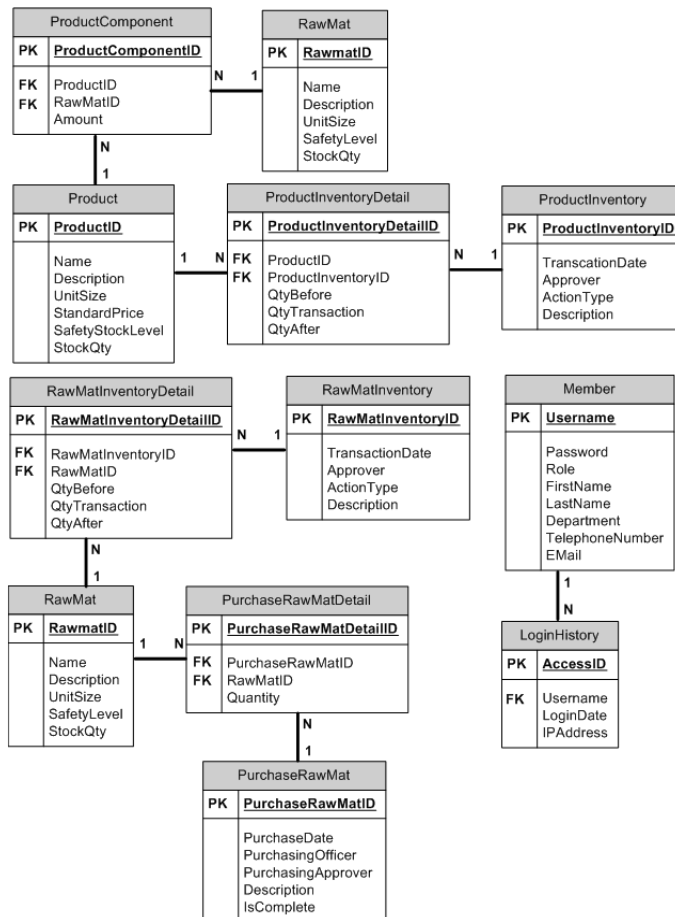 ProductComponent
PK ProductComponentID
FK ProductID
FK RawMatID
Amount
N 1
RawMat
PK RawmatID
Name
Description
UnitSize
SafetyLevel
StockQty
N
1
Product
PK ProductID
Name
Description
UnitSize
StandardPrice
SafetyStockLevel
StockQty
1 N
ProductInventoryDetail
PK ProductInventoryDetailID
FK ProductID
FK ProductInventoryID
QtyBefore
QtyTransaction
QtyAfter
N 1
ProductInventory
PK ProductInventoryID
TranscationDate
Approver
ActionType
Description
RawMatInventoryDetail
PK RawMatInventoryDetailID
FK RawMatInventoryID
FK RawMatID
QtyBefore
QtyTransaction
QtyAfter
N 1
RawMatInventory
PK RawMatInventoryID
TransactionDate
Approver
ActionType
Description
Member
PK Username
Password
Role
FirstName
LastName
Department
TelephoneNumber
EMail
N
1
RawMat
PK RawmatID
Name
Description
UnitSize
SafetyLevel
StockQty
1 N
PurchaseRawMatDetail
PK PurchaseRawMatDetailID
FK PurchaseRawMatID
FK RawMatID
Quantity
1
N
LoginHistory
PK AccessID
FK Username
LoginDate
IPAddress
N
1
PurchaseRawMat
PK PurchaseRawMatID
PurchaseDate
PurchasingOfficer
PurchasingApprover
Description
IsComplete